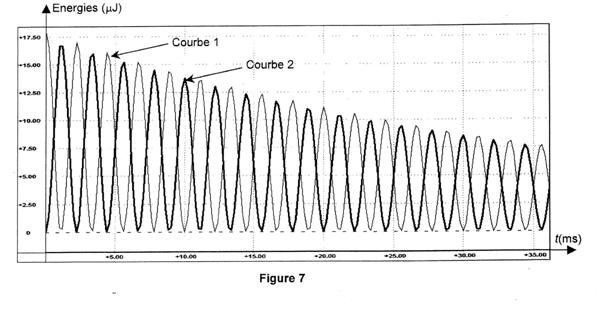 Energies (µJ)
+17.50
Courbe 1
+15.00
Courbe 2
+12.50
+10.00
+7.50
+5.00
+2.50
0
t(ms)
+5.00 +10.00 +15.00 +20.00 +25.00 +30.00 +35.00
Figure 7